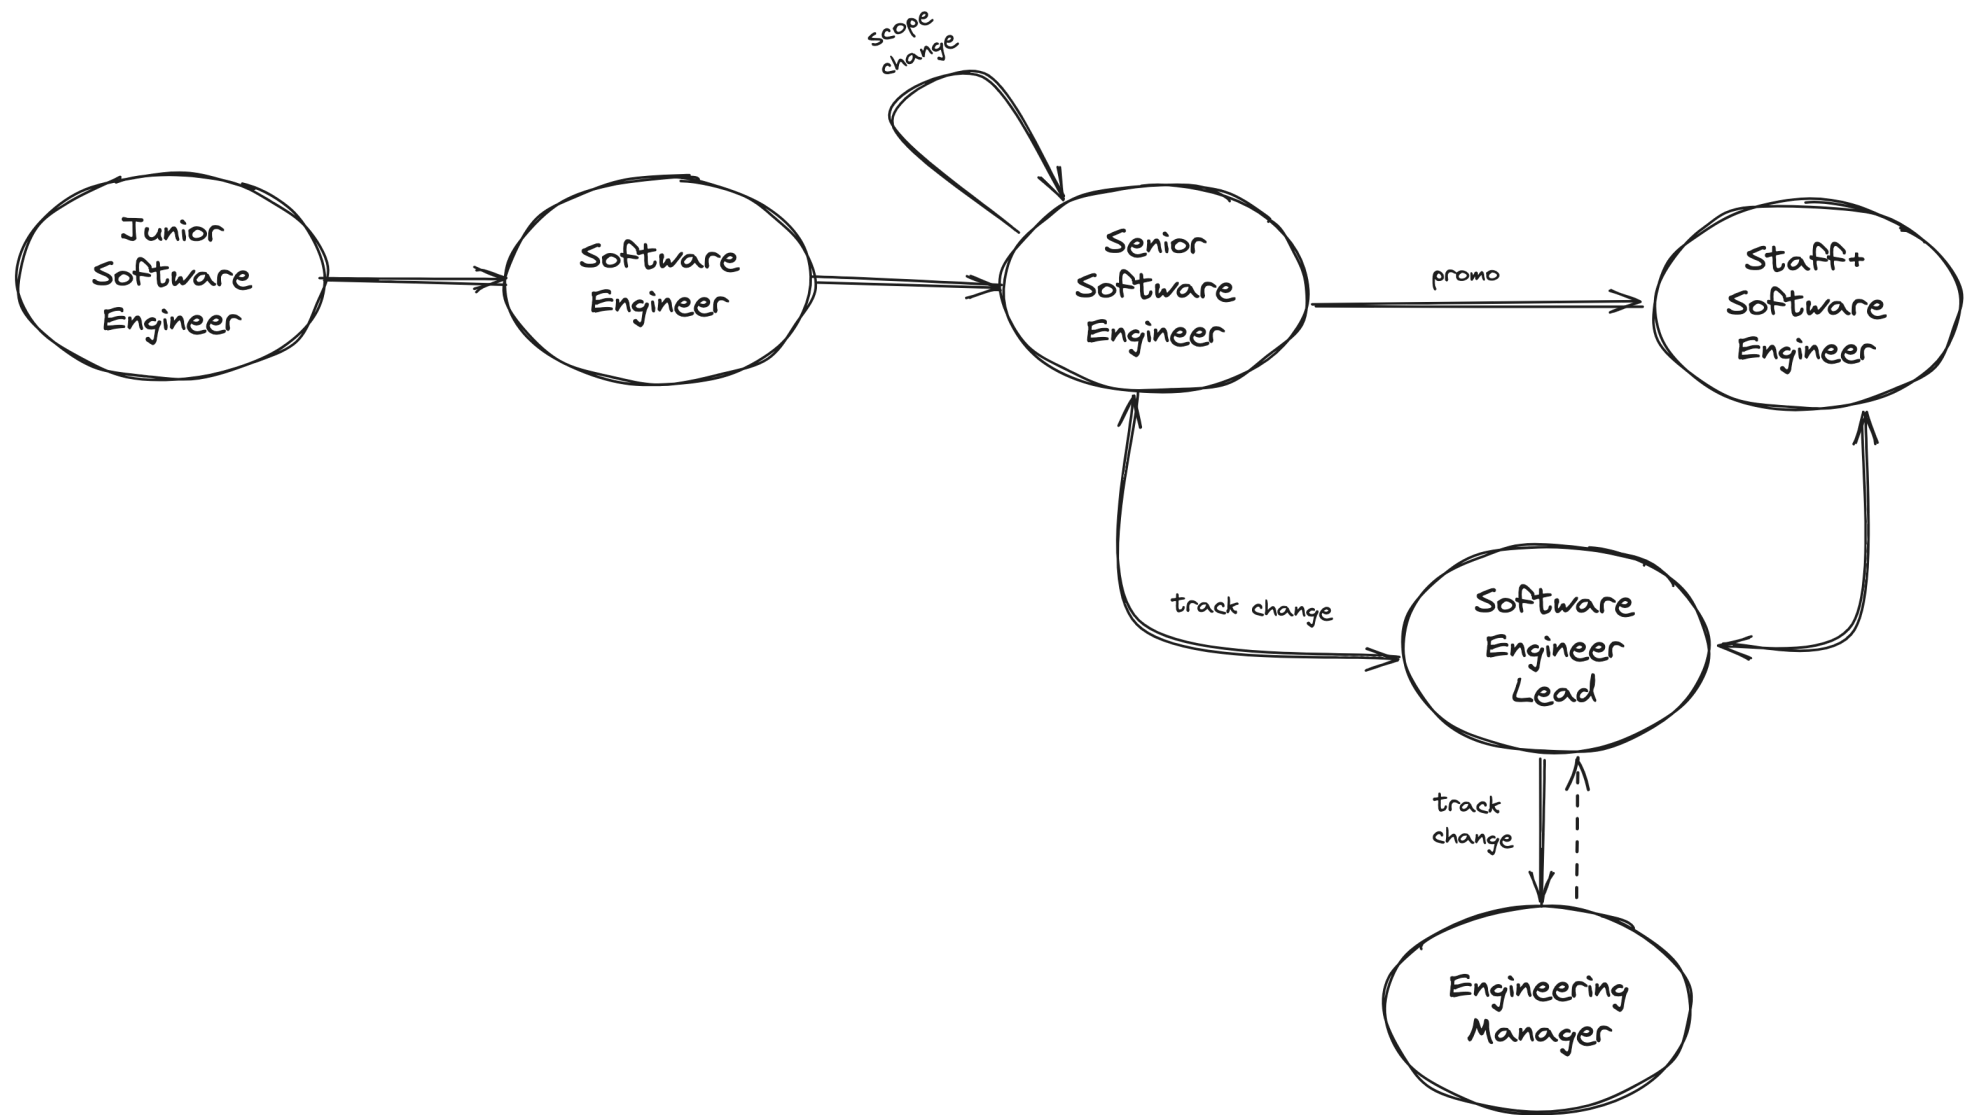 scope
change
Junior
Software
Engineer
Software
Engineer
Senior
Software
Engineer
promo
Staff+
Software
Engineer
track change
Software
Engineer
Lead
track
change
Engineering
Manager